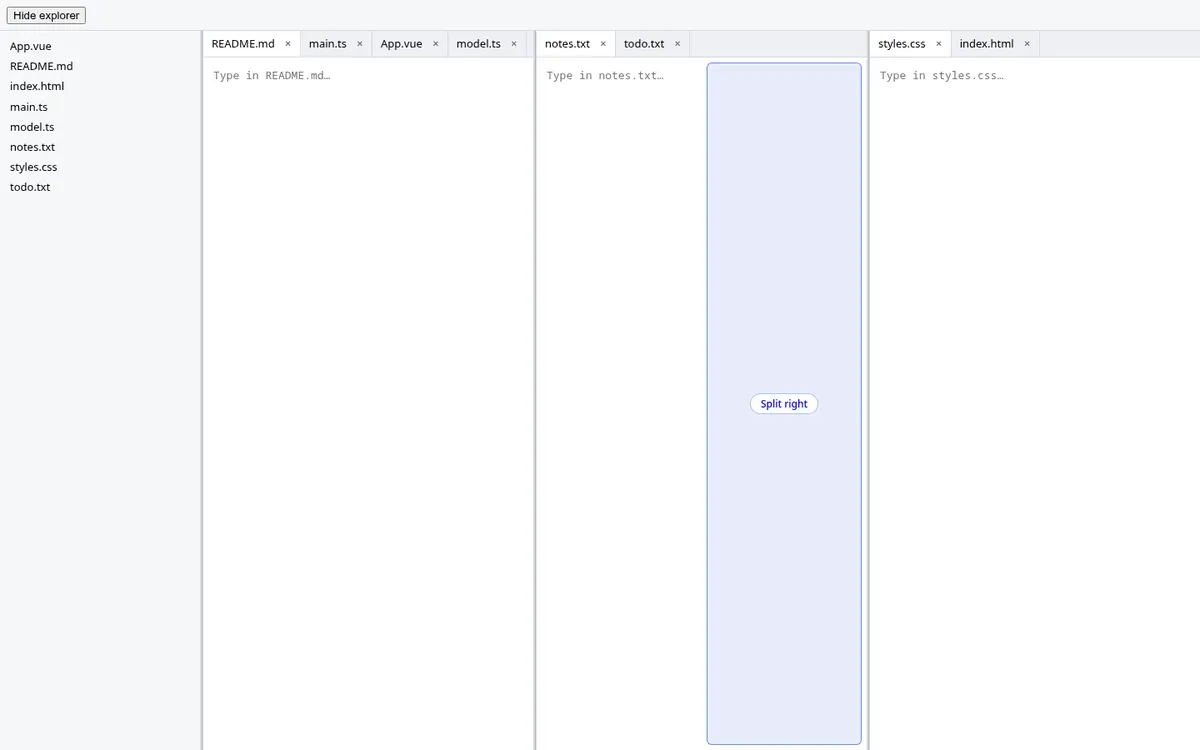 Hide explorer
App.vue
README.md
index.html
main.ts
model.ts
notes.txt
styles.css
todo.txt
README.md × main.ts × App.vue × model.ts ×
Type in README.md…
notes.txt × todo.txt ×
Type in notes.txt…
Split right
styles.css × index.html ×
Type in styles.css…